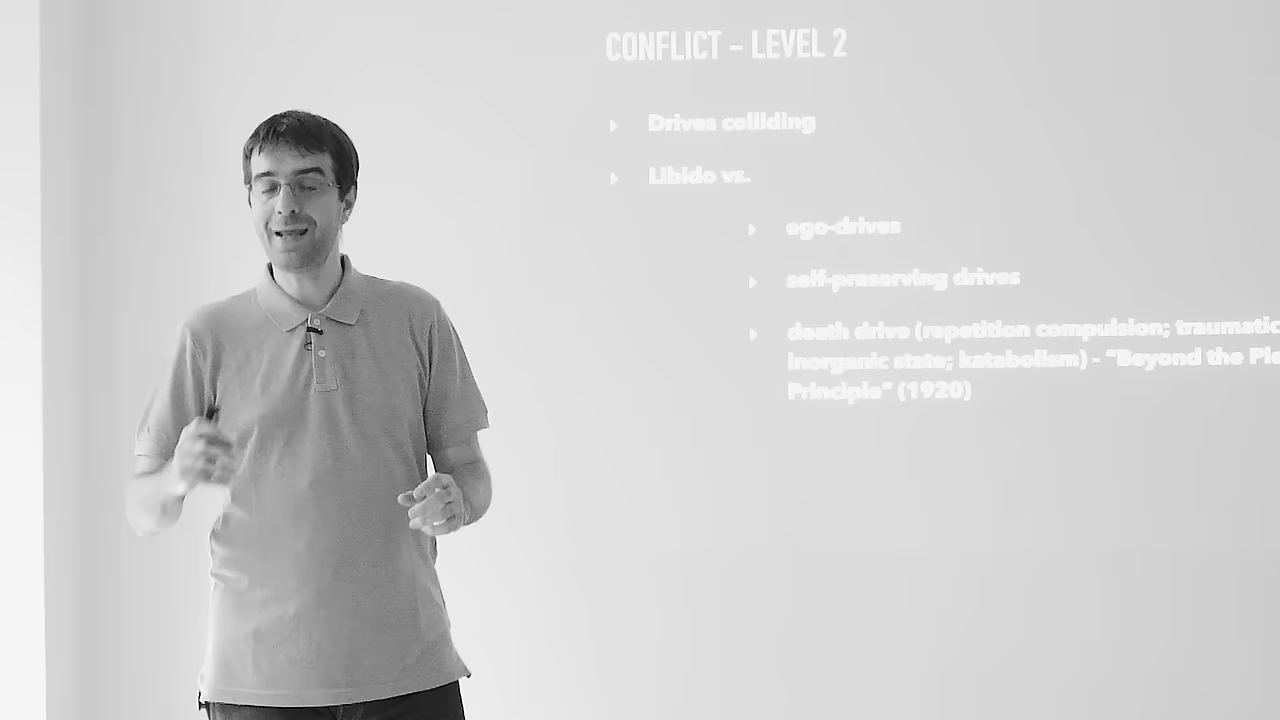 CONFLICT – LEVEL 2
Drives colliding
Libido vs.
ego-drives
self-preserving drives
death drive (repetition compulsion; traumatic
inorganic state; katabolism) - "Beyond the
Principle" (1920)